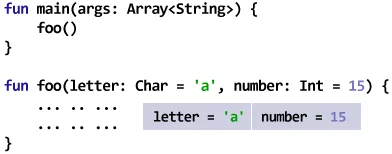 fun main(args: Array<String>) {
    foo()
}
fun foo(letter: Char = 'a', number: Int = 15) {
    ... .. ...
    ... .. ...
letter = 'a' number = 15
}